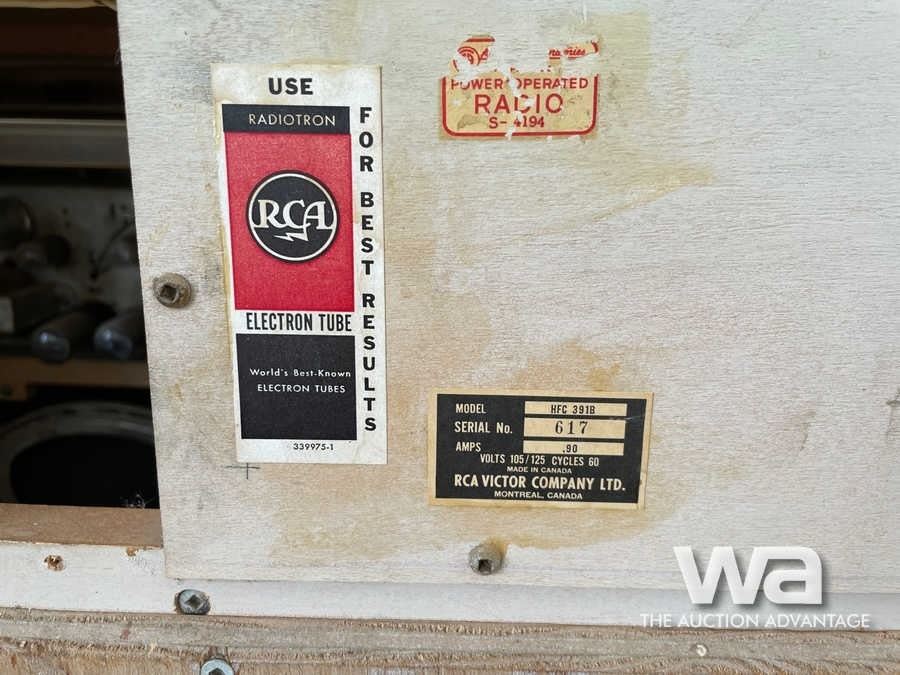 USE
RADIOTRON
RCA
ELECTRON TUBE
World's Best-Known
ELECTRON TUBES
339975-1
FOR BEST RESULTS
POWER OPERATED
RADIO
S-4194
MODEL HFC 391B
SERIAL No. 617
AMPS .90
VOLTS 105/125 CYCLES 60
MADE IN CANADA
RCA VICTOR COMPANY LTD.
MONTREAL, CANADA
wa
THE AUCTION ADVANTAGE